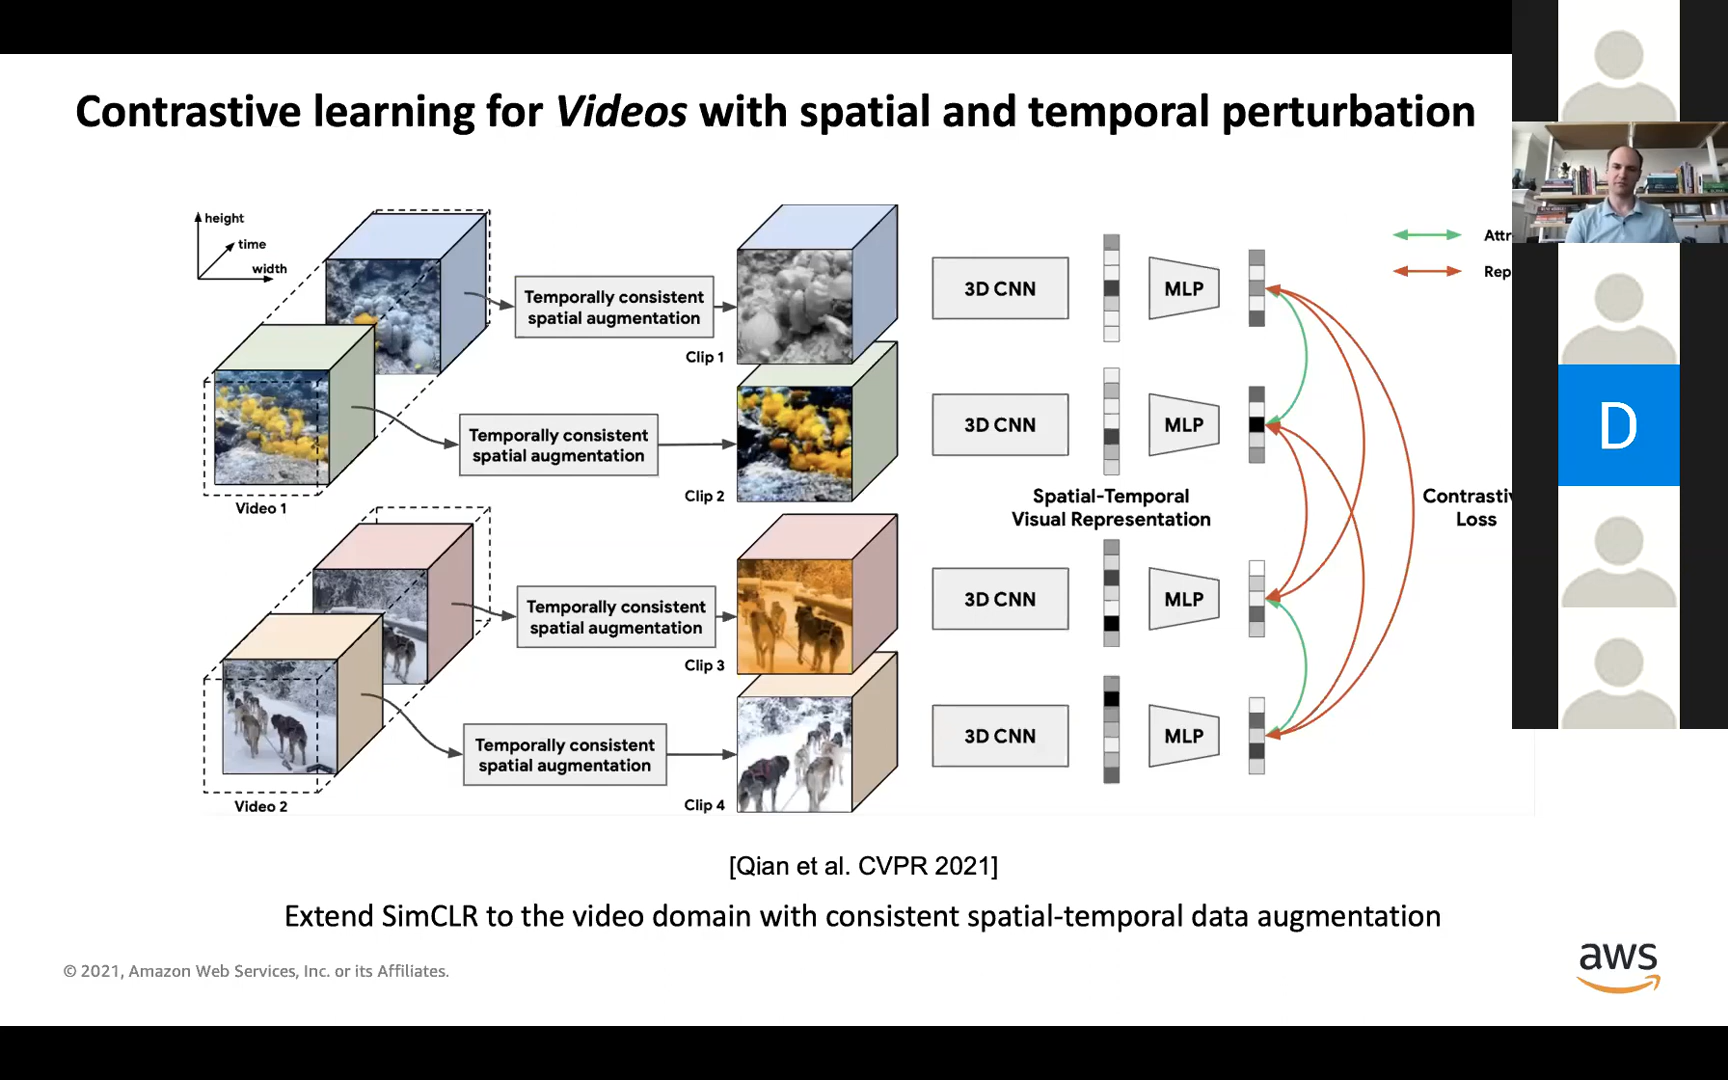 Contrastive learning for Videos with spatial and temporal perturbation
height
time
width
Temporally consistent
spatial augmentation
Clip 1
3D CNN
MLP
Attr
Rep
Temporally consistent
spatial augmentation
Clip 2
3D CNN
MLP
Video 1
Spatial-Temporal
Visual Representation
Contrastiv
Loss
Temporally consistent
spatial augmentation
Clip 3
3D CNN
MLP
Temporally consistent
spatial augmentation
Clip 4
3D CNN
MLP
Video 2
D
[Qian et al. CVPR 2021]
Extend SimCLR to the video domain with consistent spatial-temporal data augmentation
© 2021, Amazon Web Services, Inc. or its Affiliates.
aws